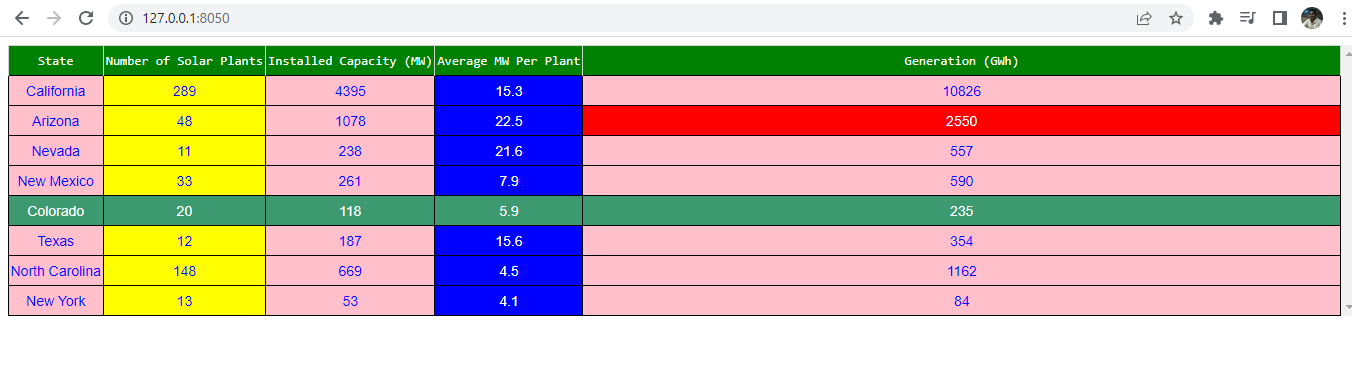 127.0.0.1:8050
State Number of Solar Plants Installed Capacity (MW) Average MW Per Plant Generation (GWh)
California 289 4395 15.3 10826
Arizona 48 1078 22.5 2550
Nevada 11 238 21.6 557
New Mexico 33 261 7.9 590
Colorado 20 118 5.9 235
Texas 12 187 15.6 354
North Carolina 148 669 4.5 1162
New York 13 53 4.1 84